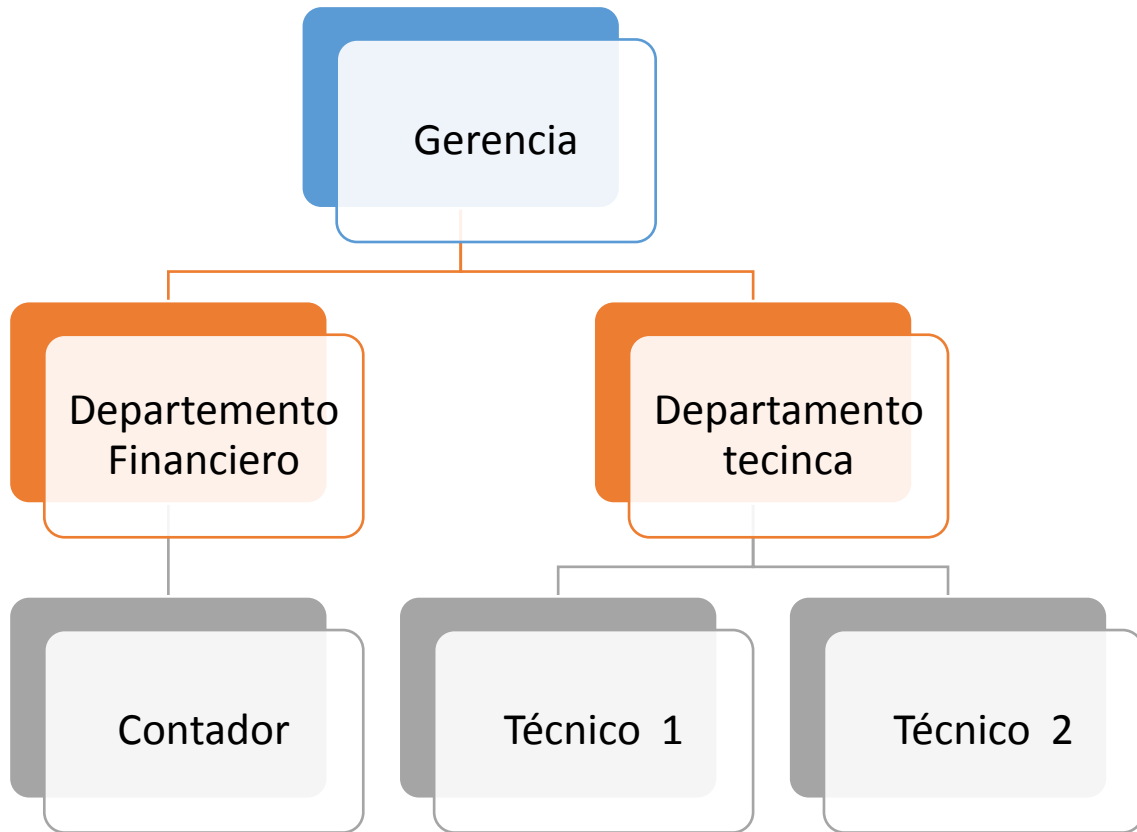 Gerencia
Departemento
Financiero
Departamento
tecinca
Contador
Técnico  1
Técnico  2